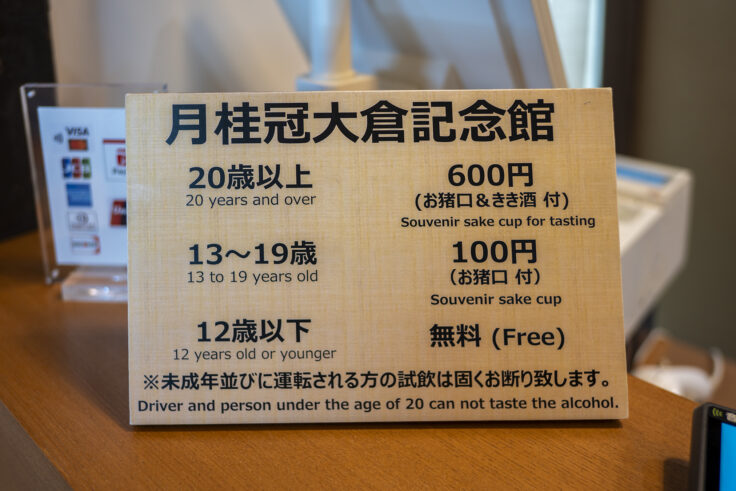 月桂冠大倉記念館
20歳以上
20 years and over
600円
(お猪口&きき酒 付)
Souvenir sake cup for tasting
13〜19歳
13 to 19 years old
100円
(お猪口 付)
Souvenir sake cup
12歳以下
12 years old or younger
無料 (Free)
※未成年並びに運転される方の試飲は固くお断り致します。
Driver and person under the age of 20 can not taste the alcohol.
VISA
JCB